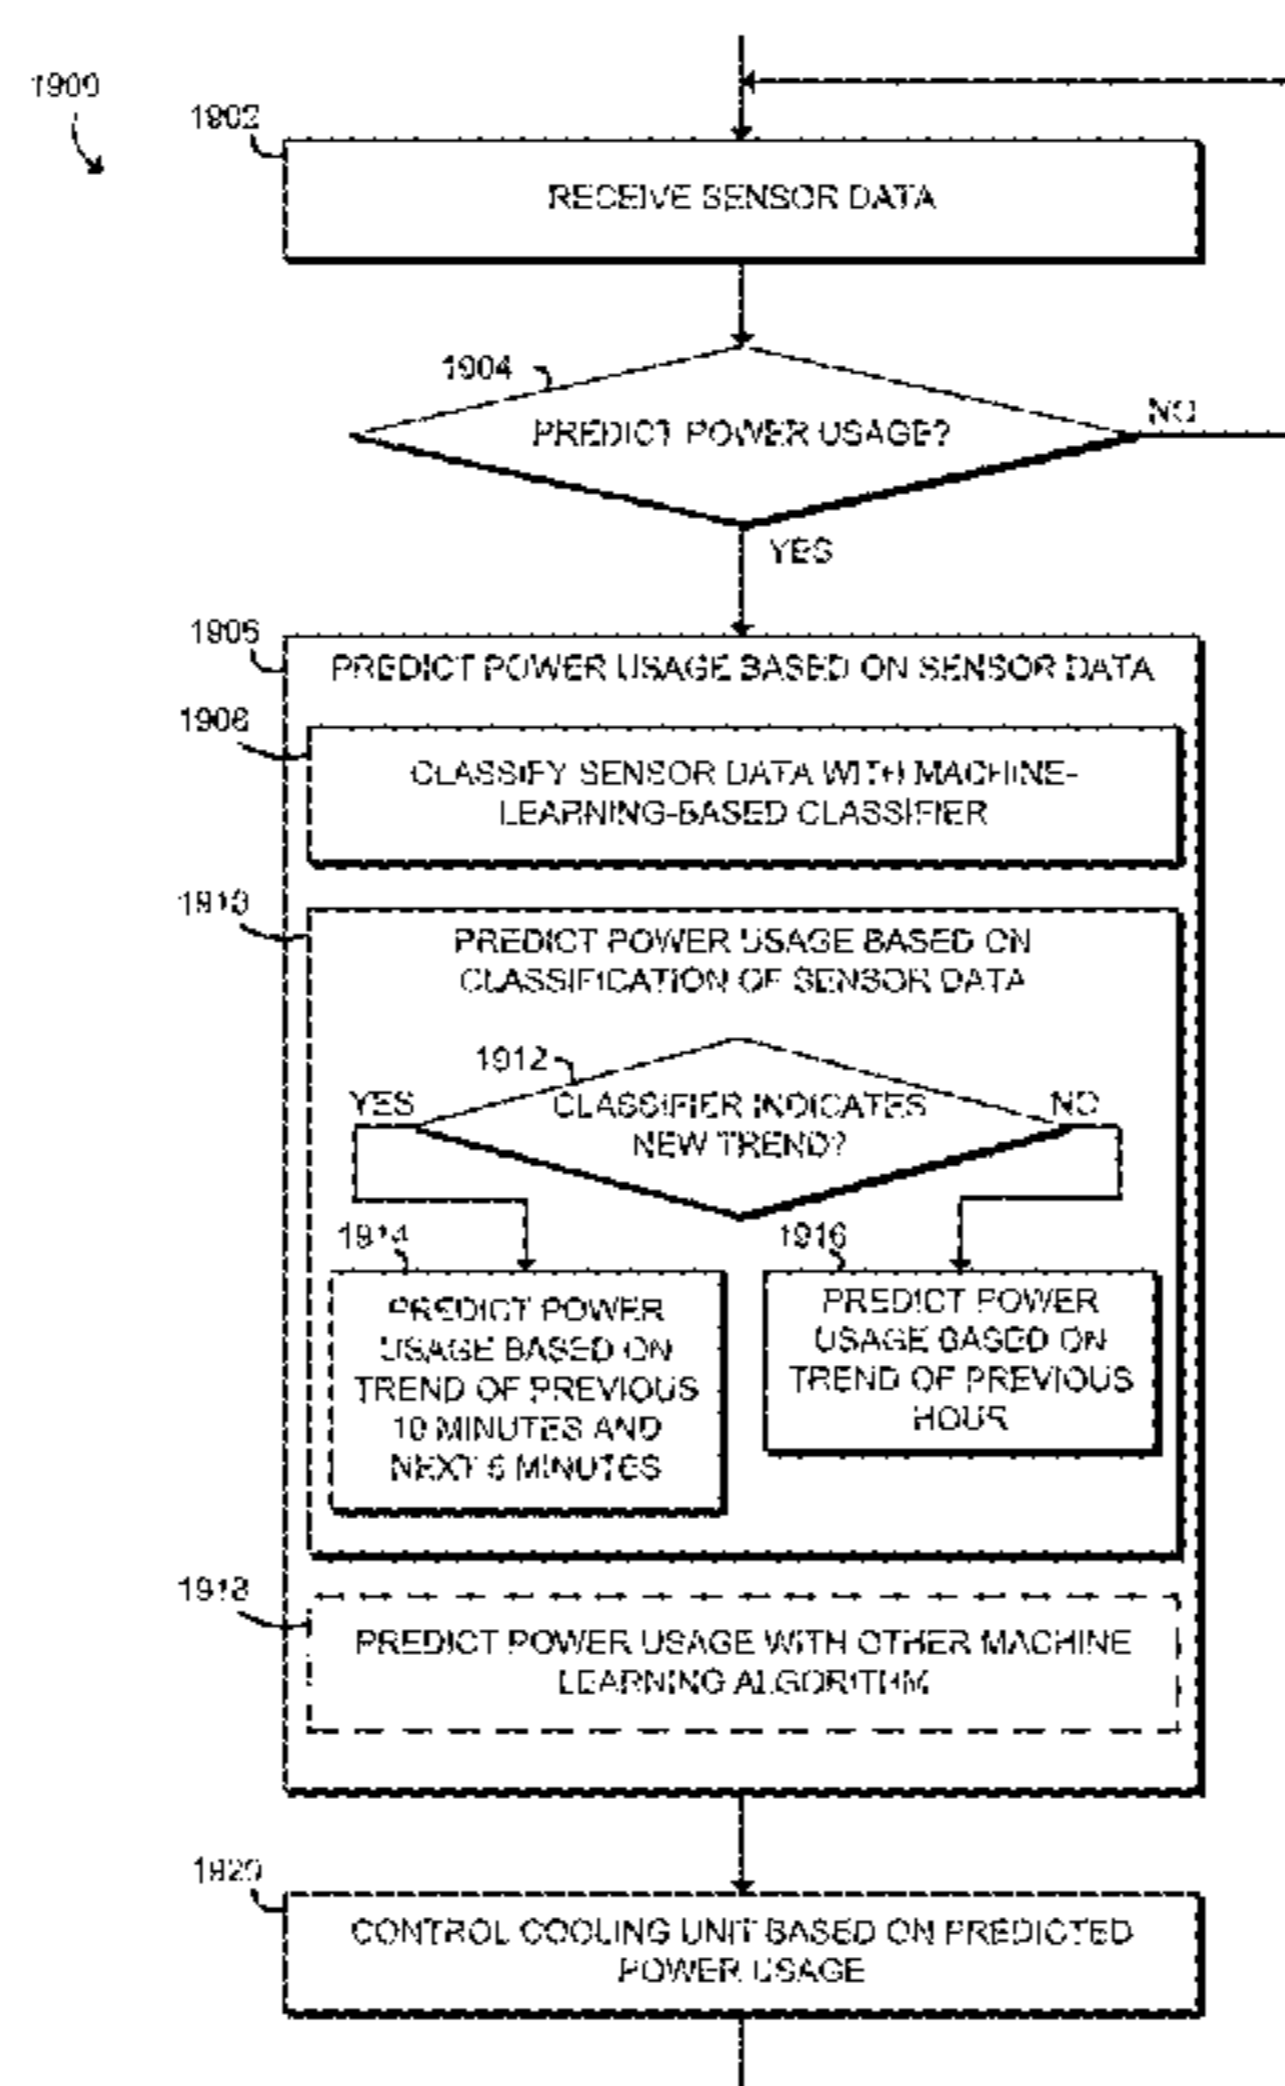 1900
1902
RECEIVE SENSOR DATA
1904
PREDICT POWER USAGE?
NO
YES
1906
PREDICT POWER USAGE BASED ON SENSOR DATA
1908
CLASSIFY SENSOR DATA WITH MACHINE-
LEARNING-BASED CLASSIFIER
1910
PREDICT POWER USAGE BASED ON
CLASSIFICATION OF SENSOR DATA
1912
YES
CLASSIFIER INDICATES
NO
NEW TREND?
1914
1916
PREDICT POWER
USAGE BASED ON
TREND OF PREVIOUS
10 MINUTES AND
NEXT MINUTES
PREDICT POWER
USAGE BASED ON
TREND OF PREVIOUS
HOUR
1918
PREDICT POWER USAGE WITH OTHER MACHINE
LEARNING ALGORITHM
1920
CONTROL COOLING UNIT BASED ON PREDICTED
POWER USAGE